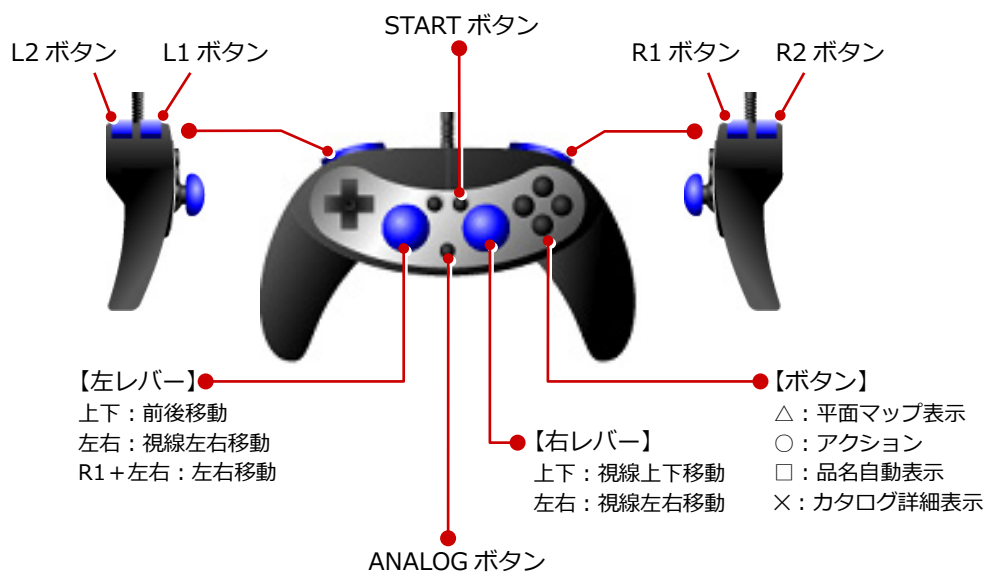 START ボタン
L2 ボタン
L1 ボタン
R1 ボタン
R2 ボタン
【左レバー】
上下：前後移動
左右：視線左右移動
R1＋左右：左右移動
【右レバー】
上下：視線上下移動
左右：視線左右移動
【ボタン】
△：平面マップ表示
○：アクション
□：品名自動表示
×：カタログ詳細表示
ANALOG ボタン